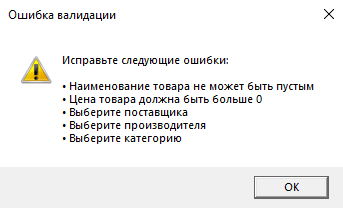 Ошибка валидации
Исправьте следующие ошибки:
• Наименование товара не может быть пустым
• Цена товара должна быть больше 0
• Выберите поставщика
• Выберите производителя
• Выберите категорию
OK